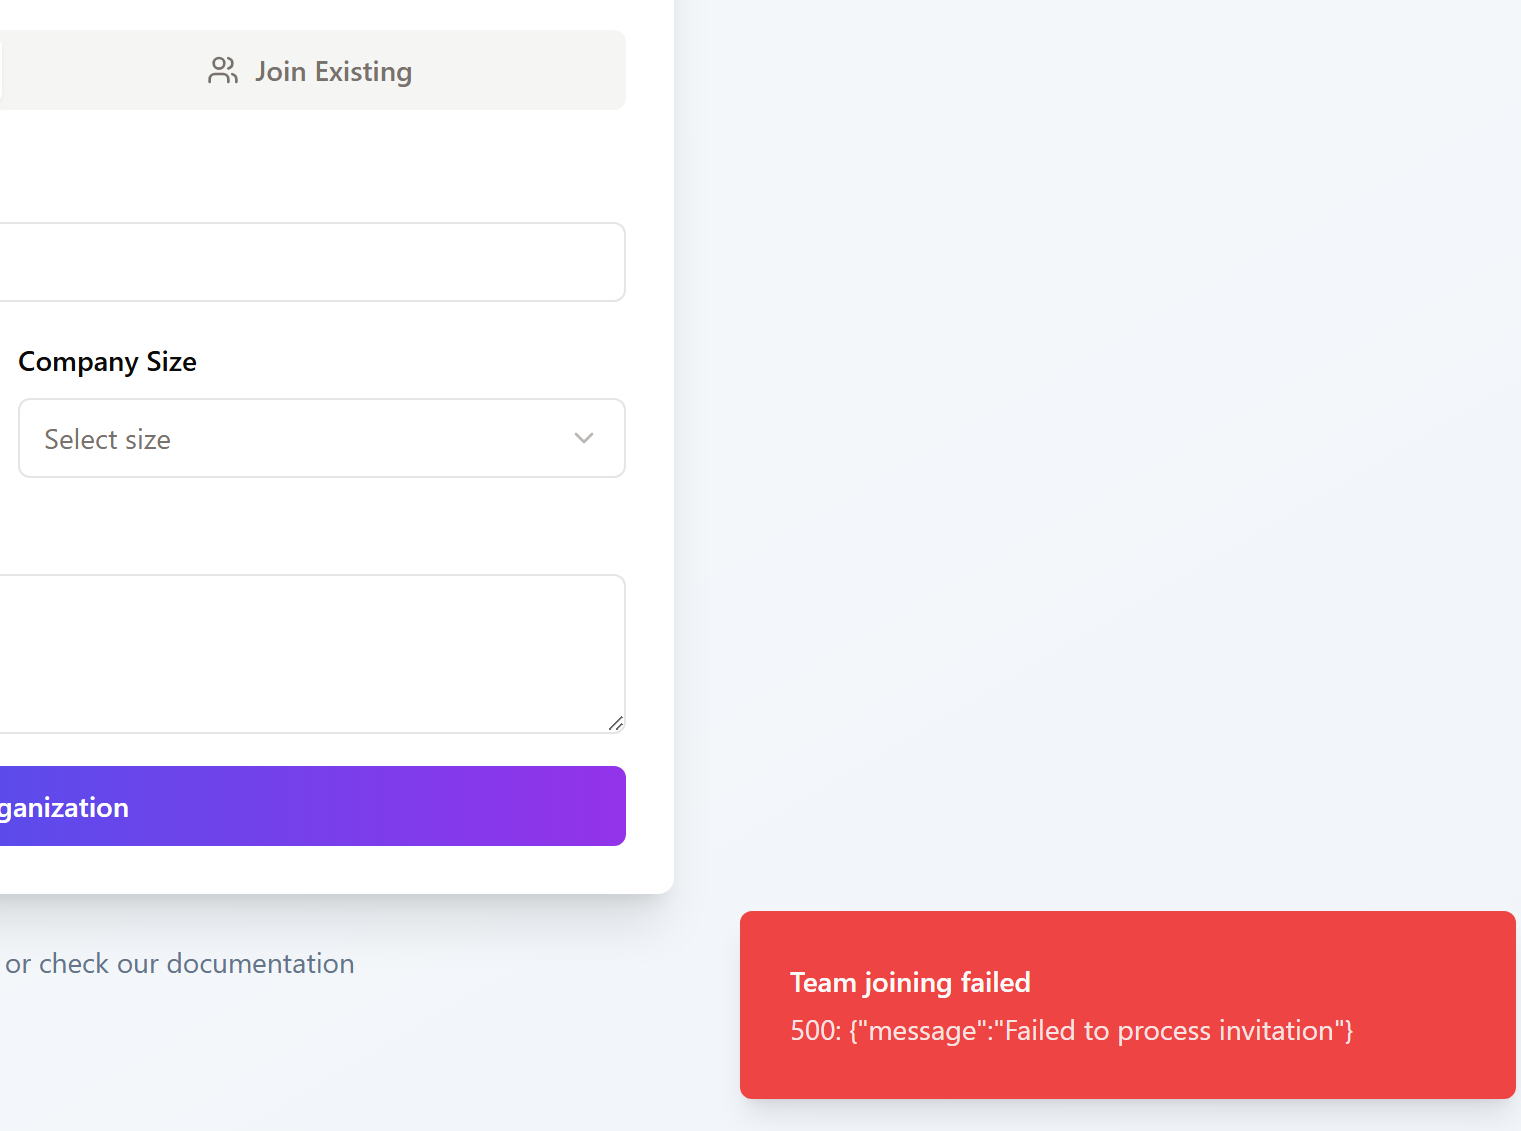 Join Existing
Company Size
Select size
ganization
or check our documentation
Team joining failed
500: {"message":"Failed to process invitation"}